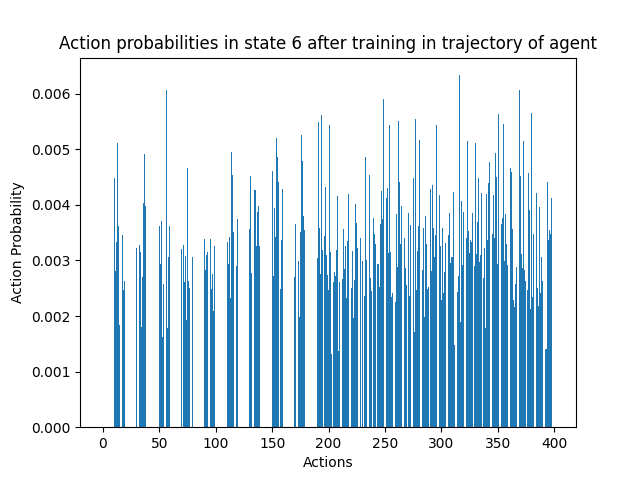 Action probabilities in state 6 after training in trajectory of agent
Action Probability
0.006
0.005
0.004
0.003
0.002
0.001
0.000
0 50 100 150 200 250 300 350 400
Actions